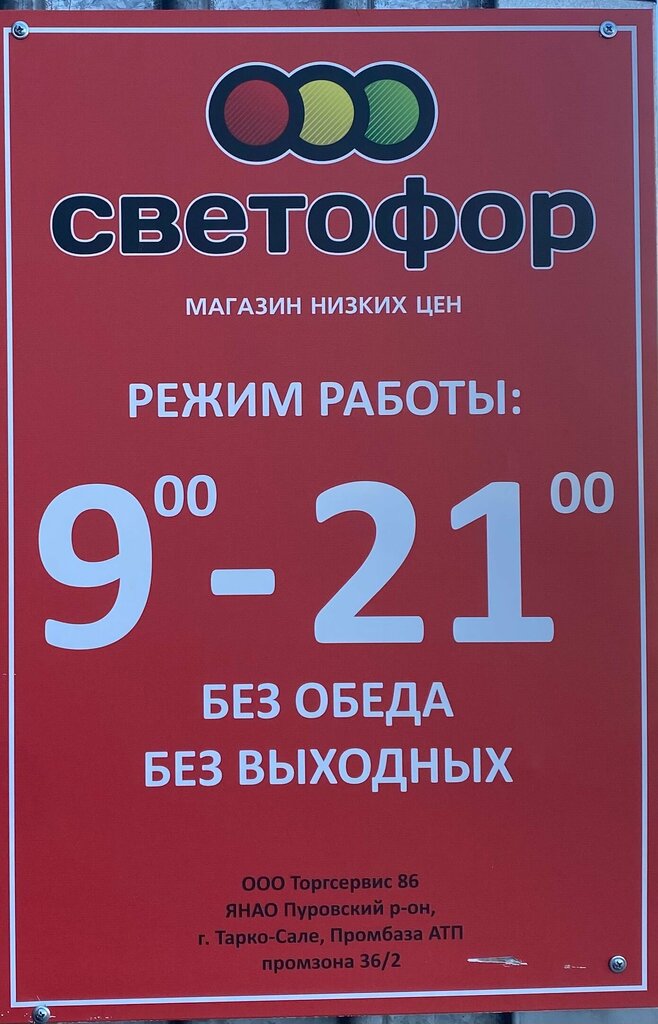 светофор
МАГАЗИН НИЗКИХ ЦЕН
РЕЖИМ РАБОТЫ:
9⁰⁰ - 21⁰⁰
БЕЗ ОБЕДА
БЕЗ ВЫХОДНЫХ
ООО Торгсервис 86
ЯНАО Пуровский р-он,
г. Тарко-Сале, Промбаза АТП
промзона 36/2